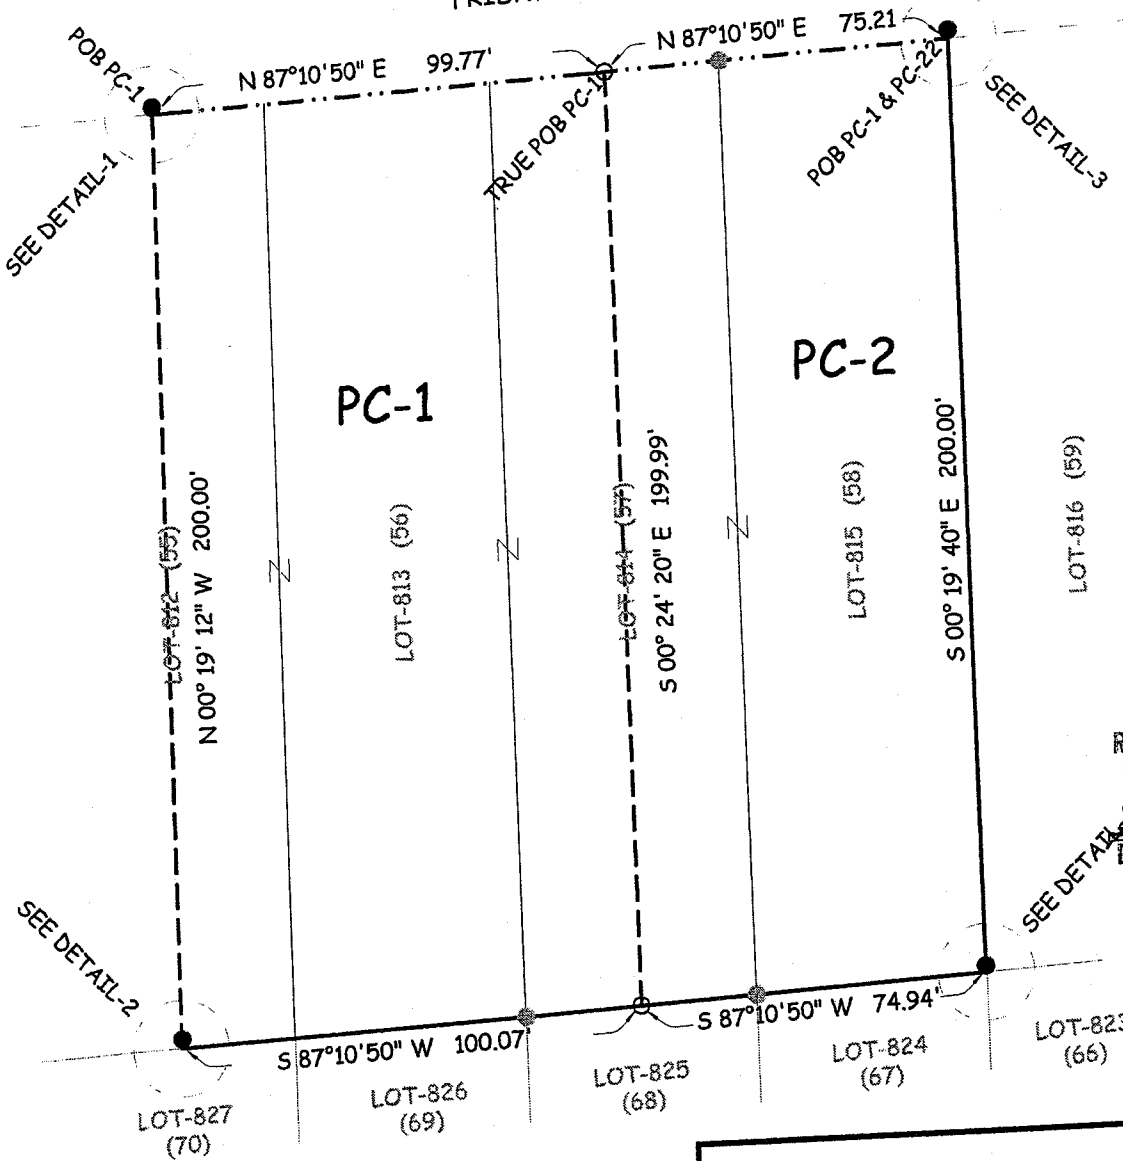 POB PC-1
N 87°10'50" E 99.77'
N 87°10'50" E 75.21
TRUE POB PC-1
POB PC-1 & PC-22
SEE DETAIL-1
SEE DETAIL-3
PC-1
PC-2
LOT-812 (55)
N 00° 19' 12" W 200.00'
LOT-813 (56)
LOT-814 (57)
S 00° 24' 20" E 199.99'
LOT-815 (58)
S 00° 19' 40" E 200.00'
LOT-816 (59)
SEE DETAIL-2
SEE DETAIL
S 87°10'50" W 100.07'
S 87°10'50" W 74.94'
LOT-827
(70)
LOT-826
(69)
LOT-825
(68)
LOT-824
(67)
LOT-823
(66)